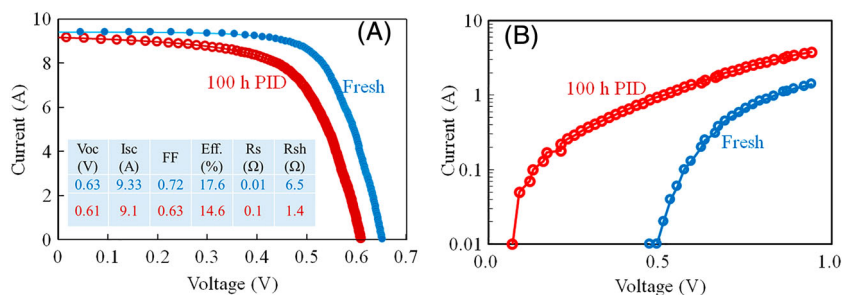 (A)
10
8
6
4
2
0
Current (A)
100 h PID
Fresh
Voc Isc FF Eff. Rs Rsh
(V) (A) (%) (Ω) (Ω)
0.63 9.33 0.72 17.6 0.01 6.5
0.61 9.1 0.63 14.6 0.1 1.4
0 0.1 0.2 0.3 0.4 0.5 0.6 0.7
Voltage (V)
(B)
10
1
0.1
0.01
Current (A)
100 h PID
Fresh
0.0 0.5 1.0
Voltage (V)